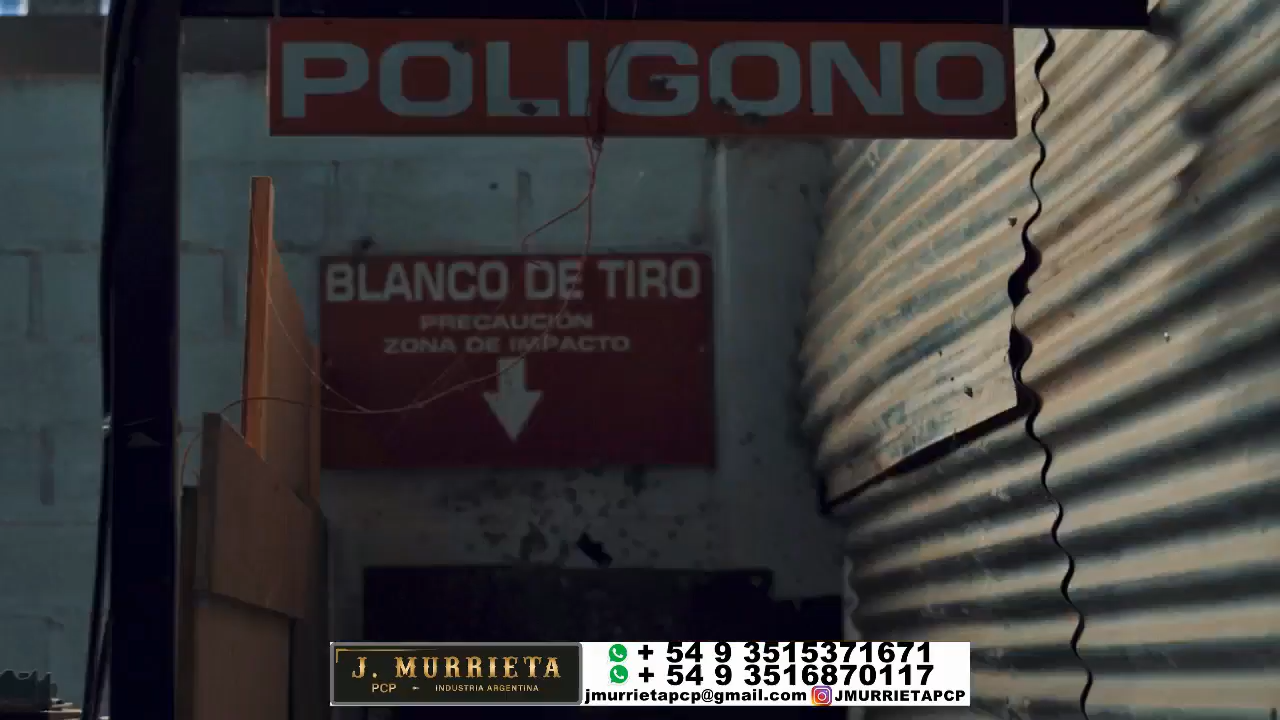 POLIGONO
BLANCO DE TIRO
PRECAUCIÓN
ZONA DE IMPACTO
J. MURRIETA
PCP - INDUSTRIA ARGENTINA
+ 54 9 3515371671
+ 54 9 3516870117
jmurrietapcp@gmail.com JMURRIETAPCP